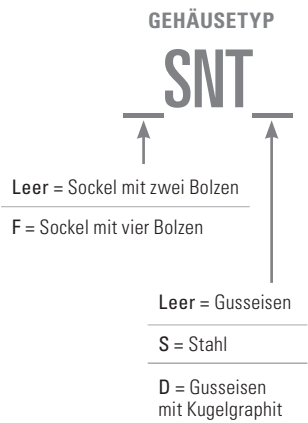 GEHÄUSETYP
SNT
Leer = Sockel mit zwei Bolzen
F = Sockel mit vier Bolzen
Leer = Gusseisen
S = Stahl
D = Gusseisen
mit Kugelgraphit